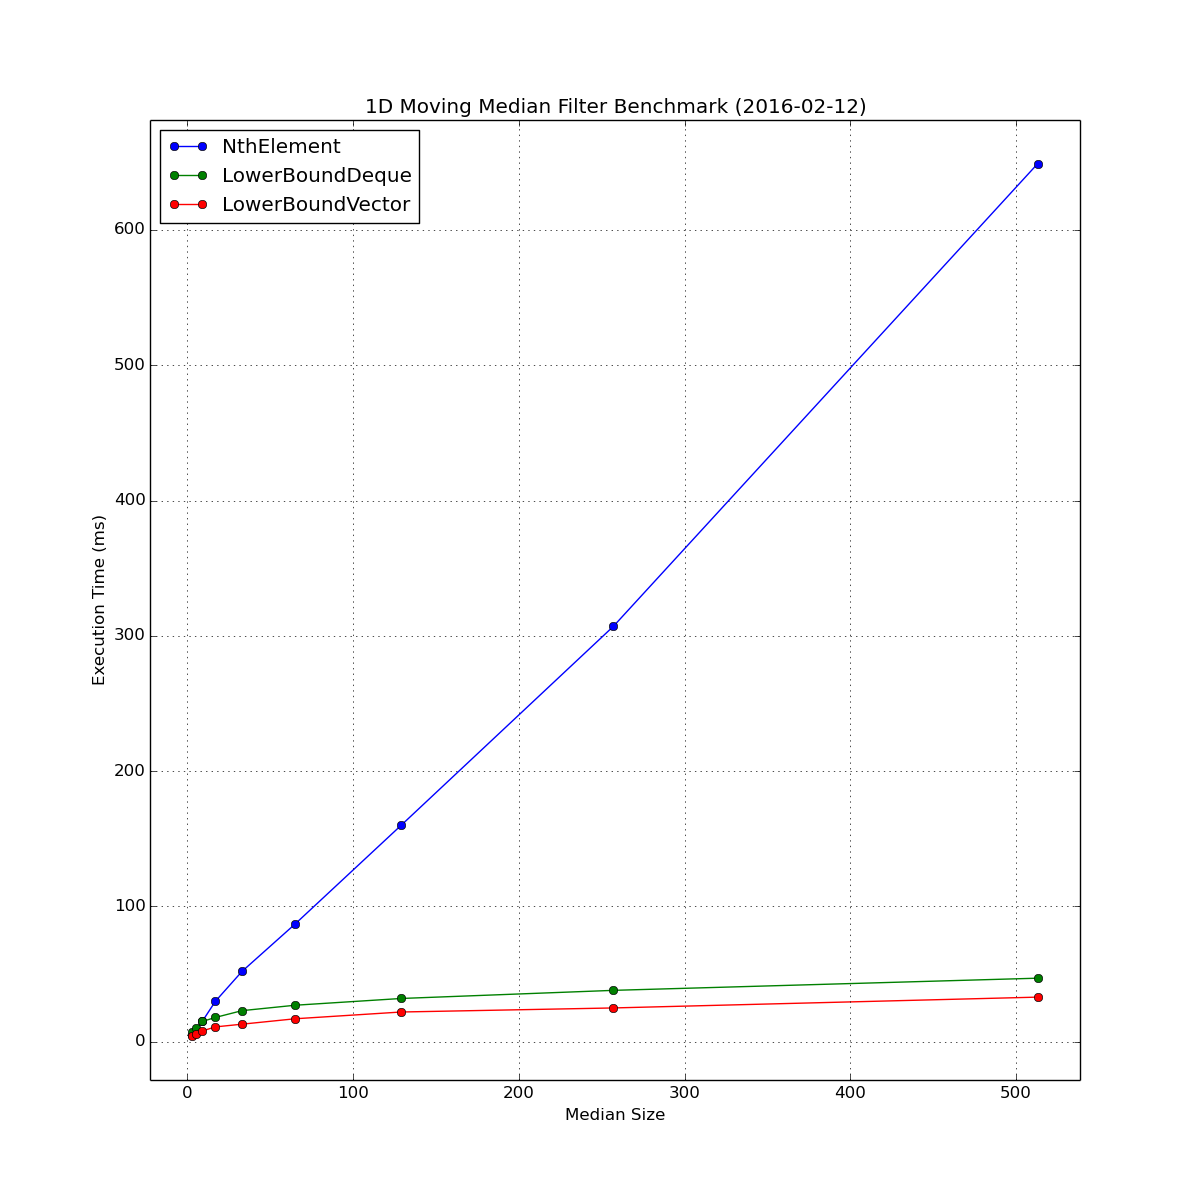 1D Moving Median Filter Benchmark (2016-02-12)
NthElement
LowerBoundDeque
LowerBoundVector
600
500
400
300
200
100
0
Execution Time (ms)
0 100 200 300 400 500
Median Size